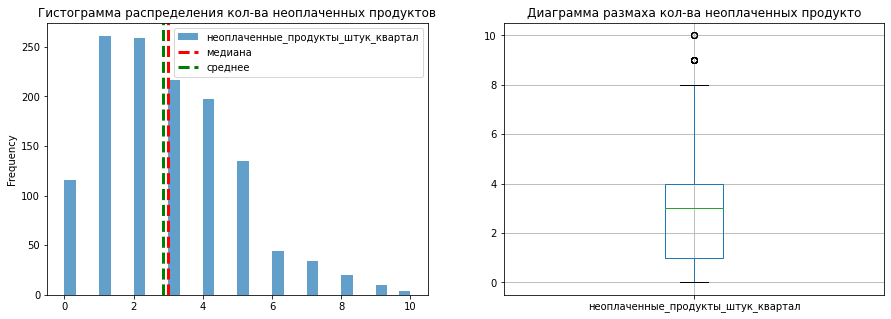 Гистограмма распределения кол-ва неоплаченных продуктов
неоплаченные_продукты_штук_квартал
медиана
среднее
Frequency
250
200
150
100
50
0
0 2 4 6 8 10
Диаграмма размаха кол-ва неоплаченных продукто
10
8
6
4
2
0
неоплаченные_продукты_штук_квартал